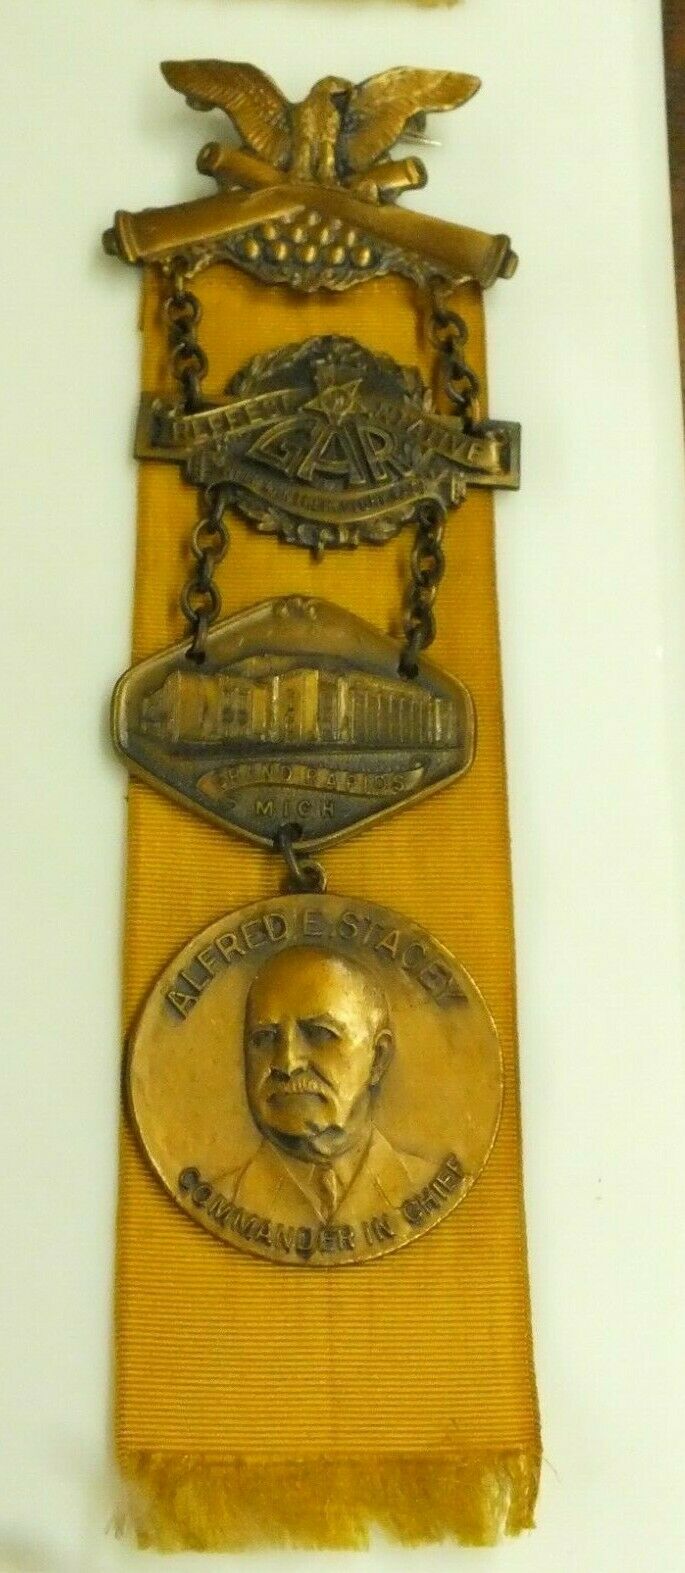 REPRESENTATIVE
GAR
GRAND RAPIDS
MICH
ALFRED E. STACEY
COMMANDER IN CHIEF